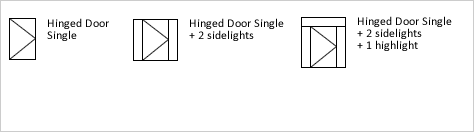 Hinged Door
Single
Hinged Door Single
+ 2 sidelights
Hinged Door Single
+ 2 sidelights
+ 1 highlight